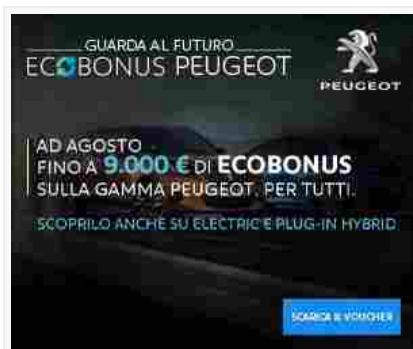 GUARDA AL FUTURO
ECOBONUS PEUGEOT
PEUGEOT
AD AGOSTO
FINO A 9.000 € DI ECOBONUS
SULLA GAMMA PEUGEOT. PER TUTTI.
SCOPRILO ANCHE SU ELECTRIC E PLUG-IN HYBRID
SCARICA IL VOUCHER